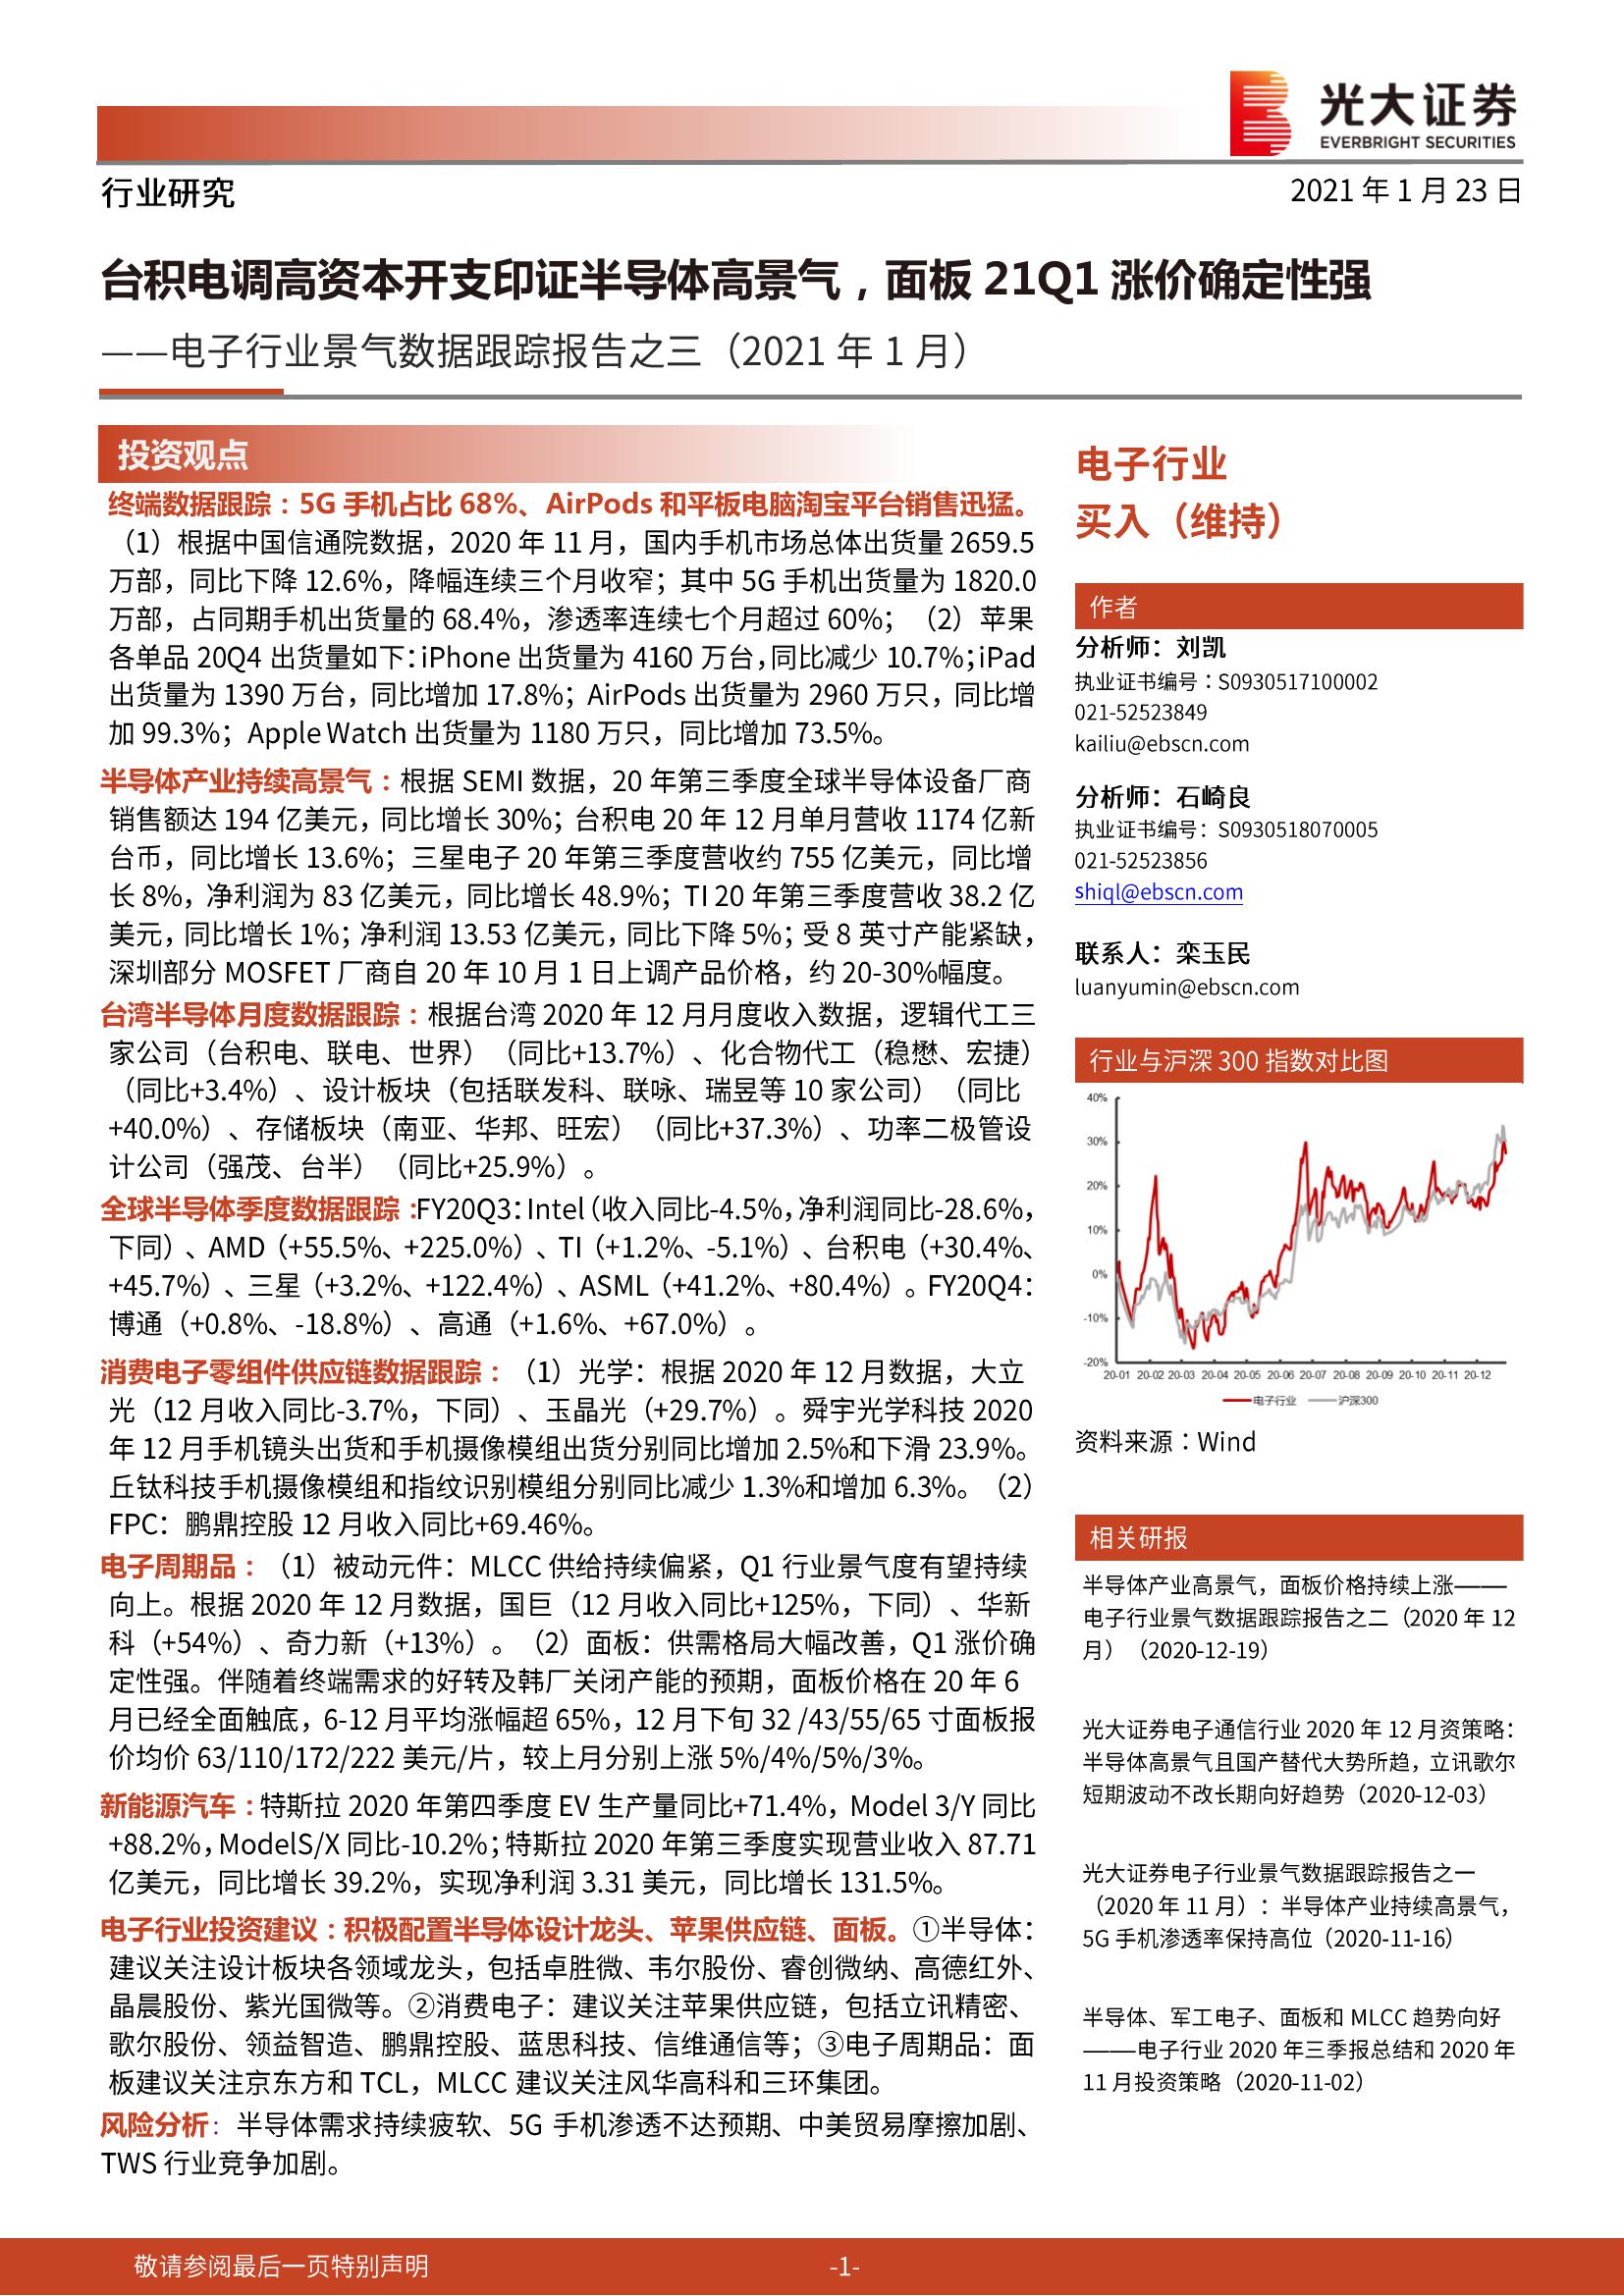 光大证券
EVERBRIGHT SECURITIES
行业研究
2021 年 1 月 23 日
台积电调高资本开支印证半导体高景气，面板 21Q1 涨价确定性强
——电子行业景气数据跟踪报告之三（2021 年 1 月）
投资观点
终端数据跟踪：5G 手机占比 68%、AirPods 和平板电脑淘宝平台销售迅猛。
（1）根据中国信通院数据，2020 年 11 月，国内手机市场总体出货量 2659.5
万部，同比下降 12.6%，降幅连续三个月收窄；其中 5G 手机出货量为 1820.0
万部，占同期手机出货量的 68.4%，渗透率连续七个月超过 60%；（2）苹果
各单品 20Q4 出货量如下：iPhone 出货量为 4160 万台，同比减少 10.7%；iPad
出货量为 1390 万台，同比增加 17.8%；AirPods 出货量为 2960 万只，同比增
加 99.3%；Apple Watch 出货量为 1180 万只，同比增加 73.5%。
半导体产业持续高景气：根据 SEMI 数据，20 年第三季度全球半导体设备厂商
销售额达 194 亿美元，同比增长 30%；台积电 20 年 12 月单月营收 1174 亿新
台币，同比增长 13.6%；三星电子 20 年第三季度营收约 755 亿美元，同比增
长 8%，净利润为 83 亿美元，同比增长 48.9%；TI 20 年第三季度营收 38.2 亿
美元，同比增长 1%；净利润 13.53 亿美元，同比下降 5%；受 8 英寸产能紧缺，
深圳部分 MOSFET 厂商自 20 年 10 月 1 日上调产品价格，约 20-30%幅度。
台湾半导体月度数据跟踪：根据台湾 2020 年 12 月月度收入数据，逻辑代工三
家公司（台积电、联电、世界）（同比+13.7%）、化合物代工（稳懋、宏捷）
（同比+3.4%）、设计板块（包括联发科、联咏、瑞昱等 10 家公司）（同比
+40.0%）、存储板块（南亚、华邦、旺宏）（同比+37.3%）、功率二极管设
计公司（强茂、台半）（同比+25.9%）。
全球半导体季度数据跟踪：FY20Q3：Intel（收入同比-4.5%，净利润同比-28.6%，
下同）、AMD（+55.5%、+225.0%）、TI（+1.2%、-5.1%）、台积电（+30.4%、
+45.7%）、三星（+3.2%、+122.4%）、ASML（+41.2%、+80.4%）。FY20Q4：
博通（+0.8%、-18.8%）、高通（+1.6%、+67.0%）。
消费电子零组件供应链数据跟踪：（1）光学：根据 2020 年 12 月数据，大立
光（12 月收入同比-3.7%，下同）、玉晶光（+29.7%）。舜宇光学科技 2020
年 12 月手机镜头出货和手机摄像模组出货分别同比增加 2.5%和下滑 23.9%。
丘钛科技手机摄像模组和指纹识别模组分别同比减少 1.3%和增加 6.3%。（2）
FPC：鹏鼎控股 12 月收入同比+69.46%。
电子周期品：（1）被动元件：MLCC 供给持续偏紧，Q1 行业景气度有望持续
向上。根据 2020 年 12 月数据，国巨（12 月收入同比+125%，下同）、华新
科（+54%）、奇力新（+13%）。（2）面板：供需格局大幅改善，Q1 涨价确
定性强。伴随着终端需求的好转及韩厂关闭产能的预期，面板价格在 20 年 6
月已经全面触底，6-12 月平均涨幅超 65%，12 月下旬 32 /43/55/65 寸面板报
价均价 63/110/172/222 美元/片，较上月分别上涨 5%/4%/5%/3%。
新能源汽车：特斯拉 2020 年第四季度 EV 生产量同比+71.4%，Model 3/Y 同比
+88.2%，ModelS/X 同比-10.2%；特斯拉 2020 年第三季度实现营业收入 87.71
亿美元，同比增长 39.2%，实现净利润 3.31 美元，同比增长 131.5%。
电子行业投资建议：积极配置半导体设计龙头、苹果供应链、面板。①半导体：
建议关注设计板块各领域龙头，包括卓胜微、韦尔股份、睿创微纳、高德红外、
晶晨股份、紫光国微等。②消费电子：建议关注苹果供应链，包括立讯精密、
歌尔股份、领益智造、鹏鼎控股、蓝思科技、信维通信等；③电子周期品：面
板建议关注京东方和 TCL，MLCC 建议关注风华高科和三环集团。
风险分析：半导体需求持续疲软、5G 手机渗透不达预期、中美贸易摩擦加剧、
TWS 行业竞争加剧。
电子行业
买入（维持）
作者
分析师：刘凯
执业证书编号：S0930517100002
021-52523849
kailiu@ebscn.com
分析师：石崎良
执业证书编号：S0930518070005
021-52523856
shiql@ebscn.com
联系人：栾玉民
luanyumin@ebscn.com
行业与沪深 300 指数对比图
40%
30%
20%
10%
0%
-10%
-20%
20-01 20-02 20-03 20-04 20-05 20-06 20-07 20-08 20-09 20-10 20-11 20-12
电子行业 沪深300
资料来源：Wind
相关研报
半导体产业高景气，面板价格持续上涨——
电子行业景气数据跟踪报告之二（2020 年 12
月）（2020-12-19）
光大证券电子通信行业 2020 年 12 月资策略：
半导体高景气且国产替代大势所趋，立讯歌尔
短期波动不改长期向好趋势（2020-12-03）
光大证券电子行业景气数据跟踪报告之一
（2020 年 11 月）：半导体产业持续高景气，
5G 手机渗透率保持高位（2020-11-16）
半导体、军工电子、面板和 MLCC 趋势向好
——电子行业 2020 年三季报总结和 2020 年
11 月投资策略（2020-11-02）
敬请参阅最后一页特别声明
-1-